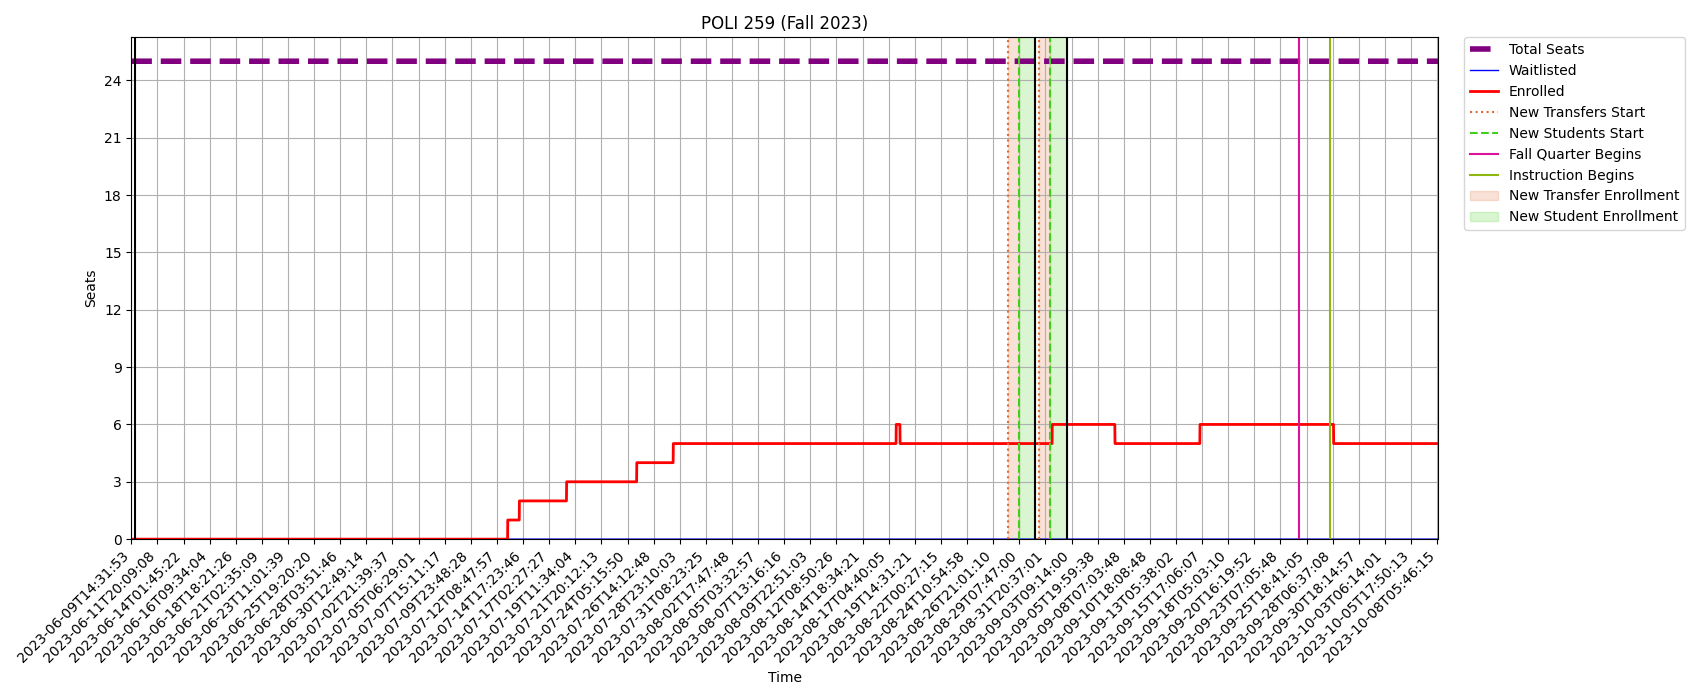 POLI 259 (Fall 2023)
Total Seats
Waitlisted
Enrolled
New Transfers Start
New Students Start
Fall Quarter Begins
Instruction Begins
New Transfer Enrollment
New Student Enrollment
24
21
18
15
12
9
6
3
0
Seats
2023-06-09T14:31:53
2023-06-11T20:09:08
2023-06-14T01:45:22
2023-06-16T09:34:04
2023-06-18T18:21:26
2023-06-21T02:35:09
2023-06-23T11:01:39
2023-06-25T19:20:20
2023-06-28T03:51:46
2023-06-30T12:49:14
2023-07-02T21:39:37
2023-07-05T06:29:01
2023-07-07T15:11:17
2023-07-09T23:48:28
2023-07-12T08:47:57
2023-07-14T17:23:46
2023-07-17T02:27:27
2023-07-19T11:34:04
2023-07-21T20:12:13
2023-07-24T05:15:50
2023-07-26T14:12:48
2023-07-28T23:10:03
2023-07-31T08:23:25
2023-08-02T17:47:48
2023-08-05T03:32:57
2023-08-07T13:16:16
2023-08-09T22:51:03
2023-08-12T08:50:26
2023-08-14T18:34:21
2023-08-17T04:40:05
2023-08-19T14:31:21
2023-08-22T00:27:15
2023-08-24T10:54:58
2023-08-26T21:01:10
2023-08-29T07:47:00
2023-08-31T20:37:01
2023-09-03T09:14:00
2023-09-05T19:59:38
2023-09-08T07:03:48
2023-09-10T18:08:48
2023-09-13T05:38:02
2023-09-15T17:06:07
2023-09-18T05:03:10
2023-09-20T16:19:52
2023-09-23T07:05:48
2023-09-25T18:41:05
2023-09-28T06:37:08
2023-09-30T18:14:57
2023-10-03T06:14:01
2023-10-05T17:50:13
2023-10-08T05:46:15
Time